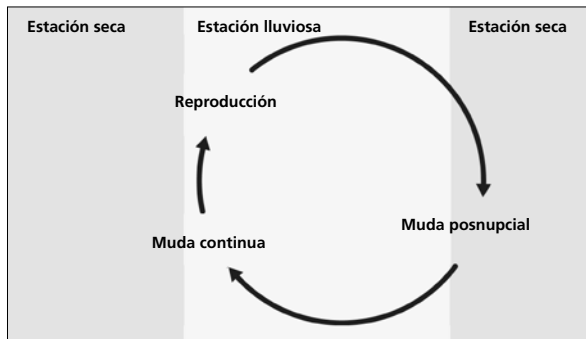 Estación seca
Estación lluviosa
Estación seca
Reproducción
Muda posnupcial
Muda continua